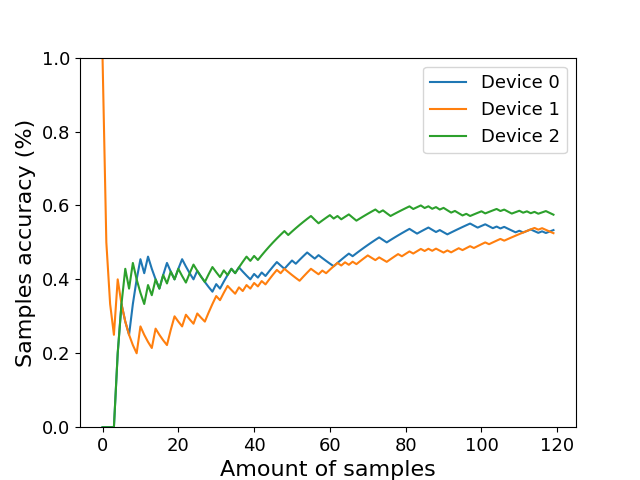 1.0
0.8
0.6
0.4
0.2
0.0
Samples accuracy (%)
Device 0
Device 1
Device 2
0 20 40 60 80 100 120
Amount of samples